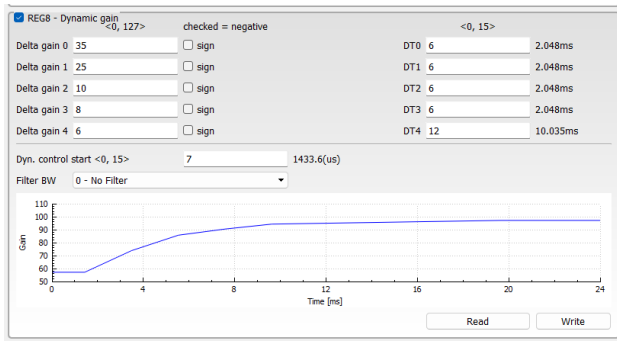 REG8 - Dynamic gain
<0, 127> checked = negative <0, 15>
Delta gain 0 35 sign DT0 6 2.048ms
Delta gain 1 25 sign DT1 6 2.048ms
Delta gain 2 10 sign DT2 6 2.048ms
Delta gain 3 8 sign DT3 6 2.048ms
Delta gain 4 6 sign DT4 12 10.035ms
Dyn. control start <0, 15> 7 1433.6(us)
Filter BW 0 - No Filter
110
100
90
80
70
60
50
Gain
0 4 8 12 16 20 24
Time [ms]
Read Write